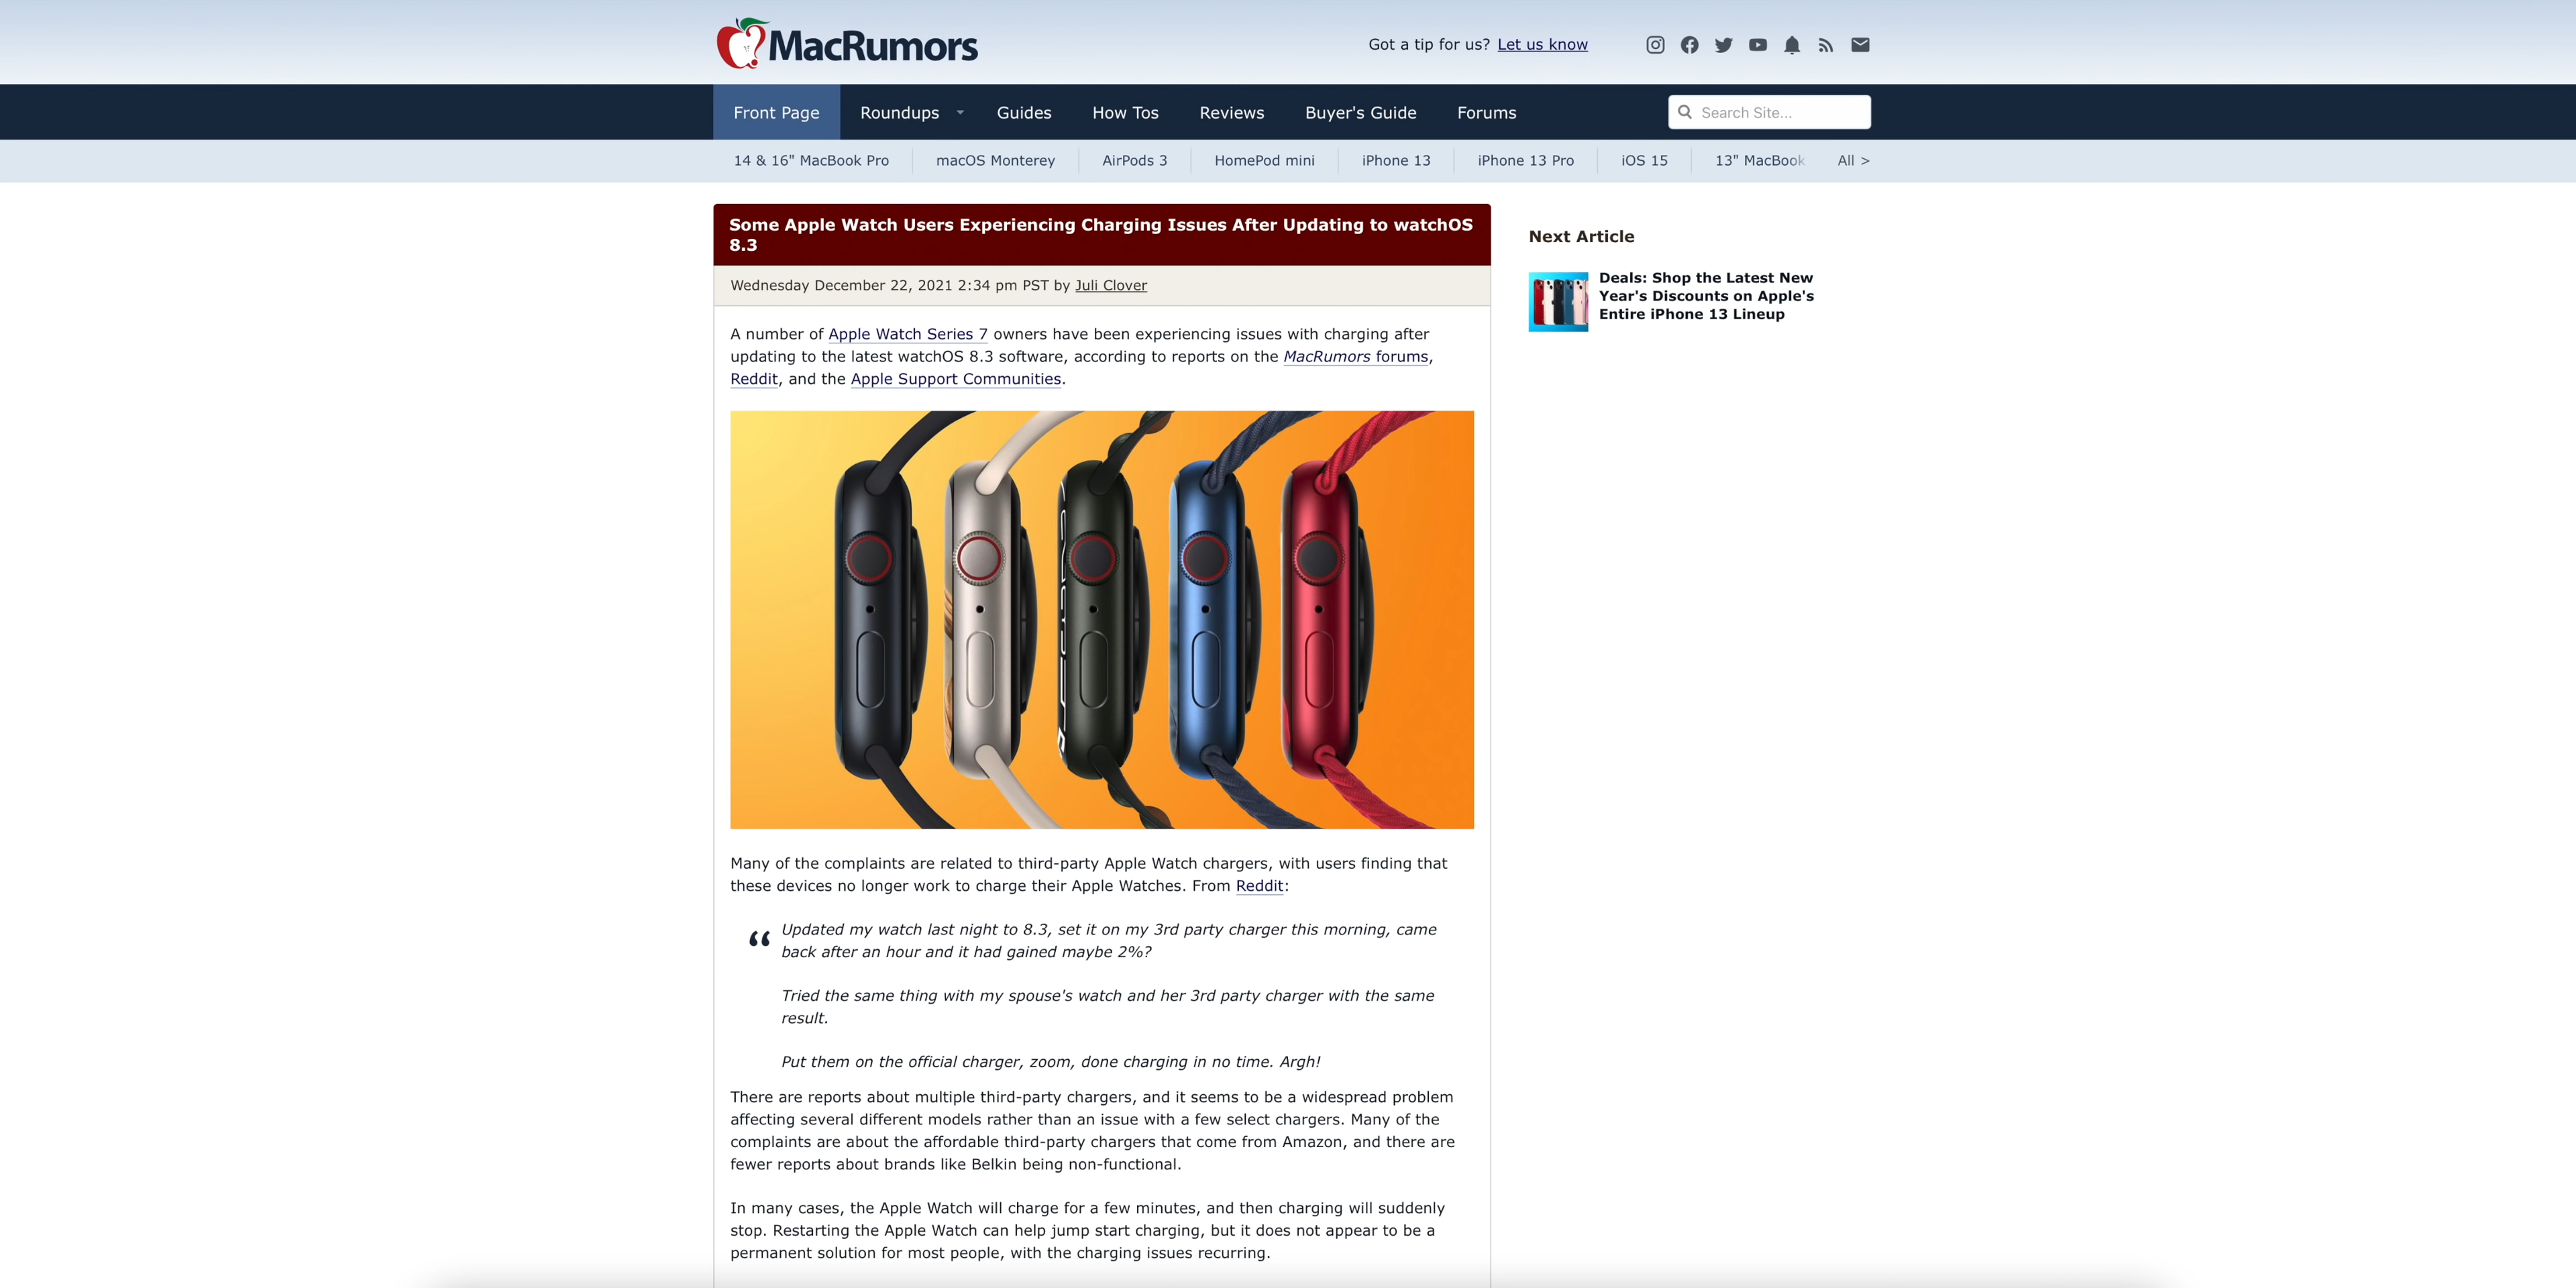 MacRumors
Got a tip for us? Let us know
Front Page Roundups Guides How Tos Reviews Buyer's Guide Forums Search Site...
14 & 16" MacBook Pro macOS Monterey AirPods 3 HomePod mini iPhone 13 iPhone 13 Pro iOS 15 13" MacBook All >
Some Apple Watch Users Experiencing Charging Issues After Updating to watchOS
8.3
Wednesday December 22, 2021 2:34 pm PST by Juli Clover
A number of Apple Watch Series 7 owners have been experiencing issues with charging after
updating to the latest watchOS 8.3 software, according to reports on the MacRumors forums,
Reddit, and the Apple Support Communities.
Many of the complaints are related to third-party Apple Watch chargers, with users finding that
these devices no longer work to charge their Apple Watches. From Reddit:
“ Updated my watch last night to 8.3, set it on my 3rd party charger this morning, came
back after an hour and it had gained maybe 2%?
Tried the same thing with my spouse's watch and her 3rd party charger with the same
result.
Put them on the official charger, zoom, done charging in no time. Argh!
There are reports about multiple third-party chargers, and it seems to be a widespread problem
affecting several different models rather than an issue with a few select chargers. Many of the
complaints are about the affordable third-party chargers that come from Amazon, and there are
fewer reports about brands like Belkin being non-functional.
In many cases, the Apple Watch will charge for a few minutes, and then charging will suddenly
stop. Restarting the Apple Watch can help jump start charging, but it does not appear to be a
permanent solution for most people, with the charging issues recurring.
Next Article
Deals: Shop the Latest New
Year's Discounts on Apple's
Entire iPhone 13 Lineup